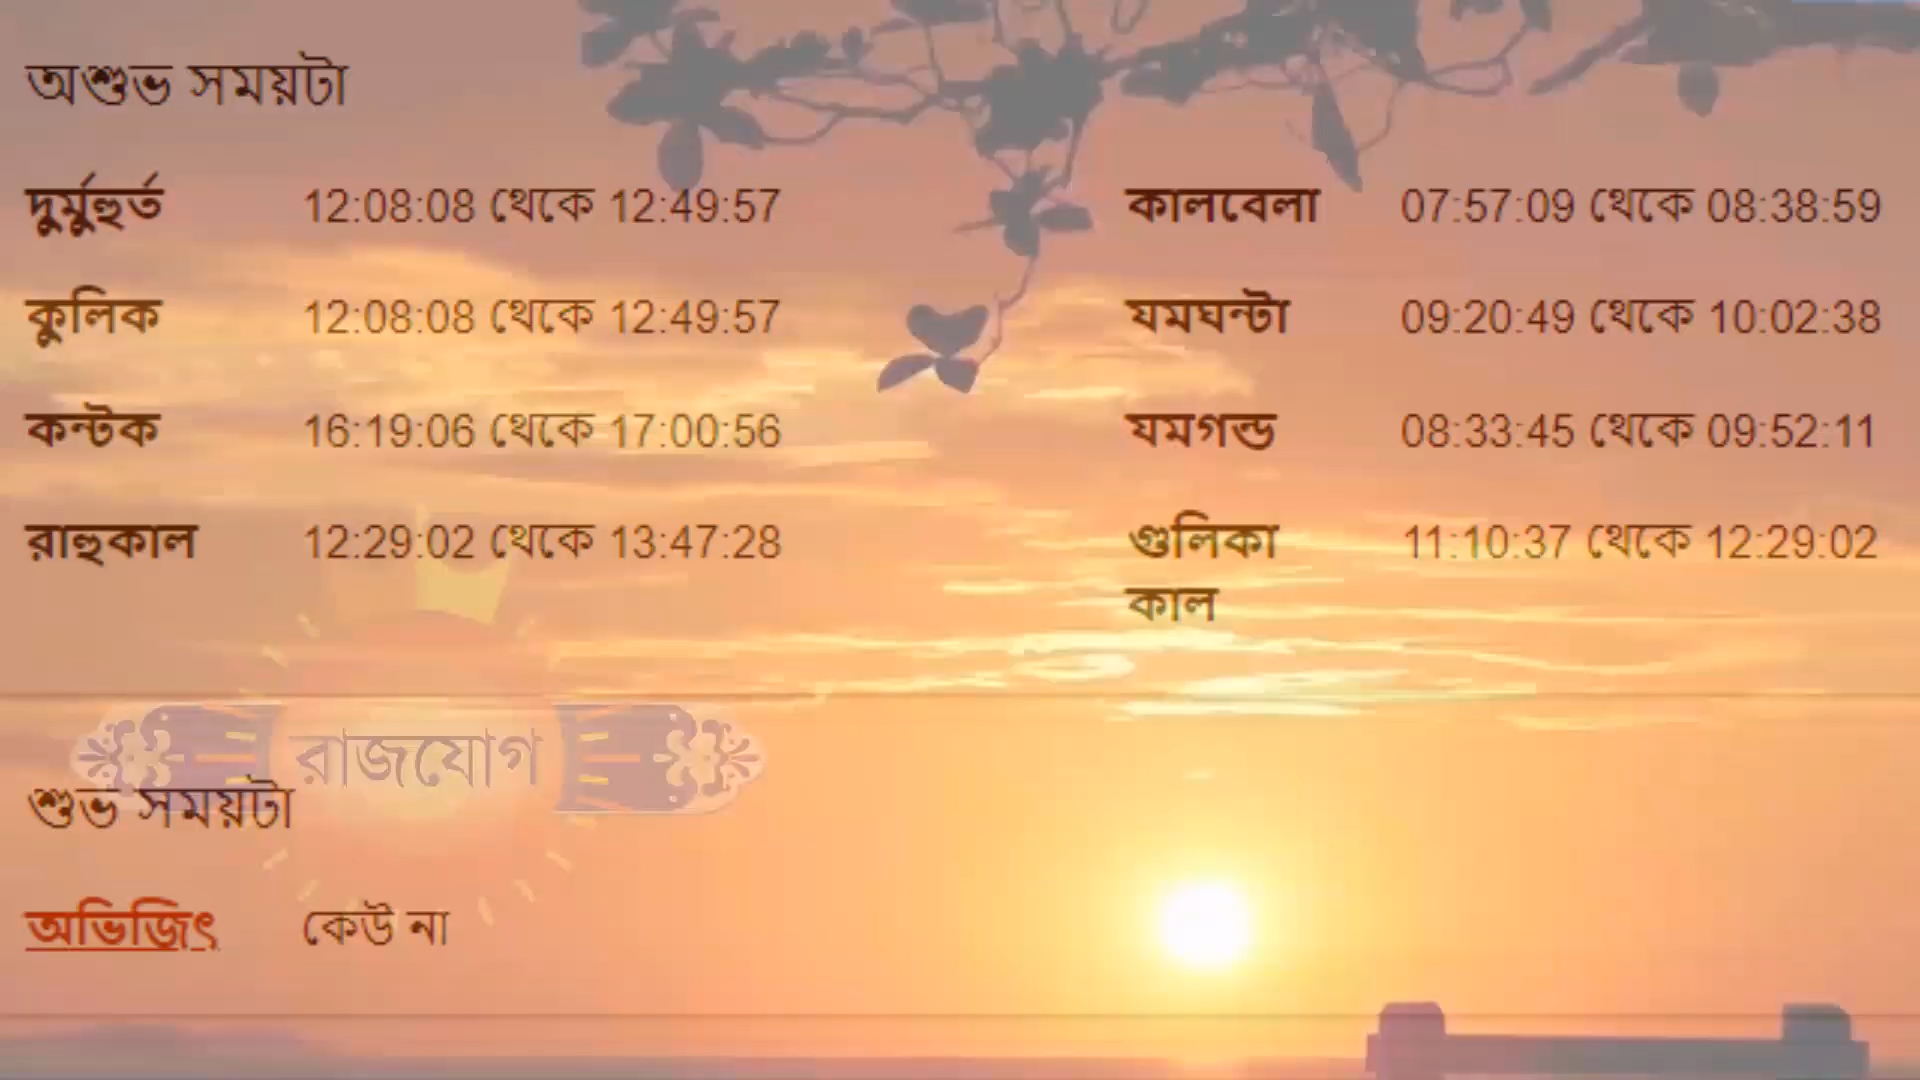 অশুভ সময়টা
দুর্মুহুর্ত 12:08:08 থেকে 12:49:57 কালবেলা 07:57:09 থেকে 08:38:59
কুলিক 12:08:08 থেকে 12:49:57 যমঘন্টা 09:20:49 থেকে 10:02:38
কন্টক 16:19:06 থেকে 17:00:56 যমগন্ড 08:33:45 থেকে 09:52:11
রাহুকাল 12:29:02 থেকে 13:47:28 গুলিকা 11:10:37 থেকে 12:29:02
কাল
রাজযোগ
শুভ সময়টা
অভিজিৎ কেউ না